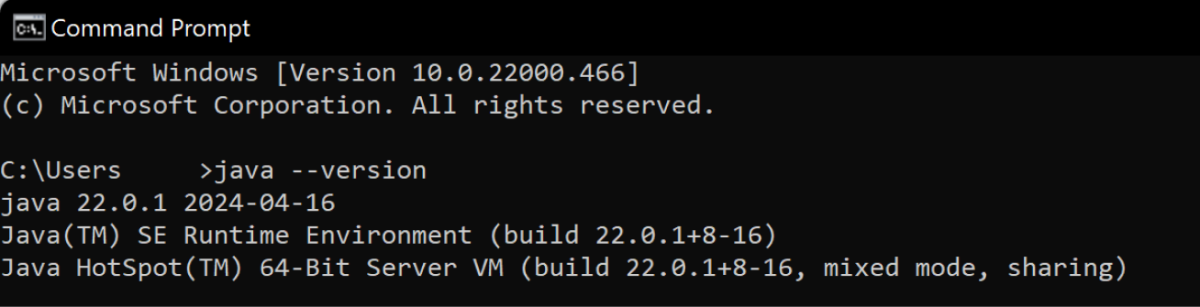 Command Prompt
Microsoft Windows [Version 10.0.22000.466]
(c) Microsoft Corporation. All rights reserved.
C:\Users     >java --version
java 22.0.1 2024-04-16
Java(TM) SE Runtime Environment (build 22.0.1+8-16)
Java HotSpot(TM) 64-Bit Server VM (build 22.0.1+8-16, mixed mode, sharing)